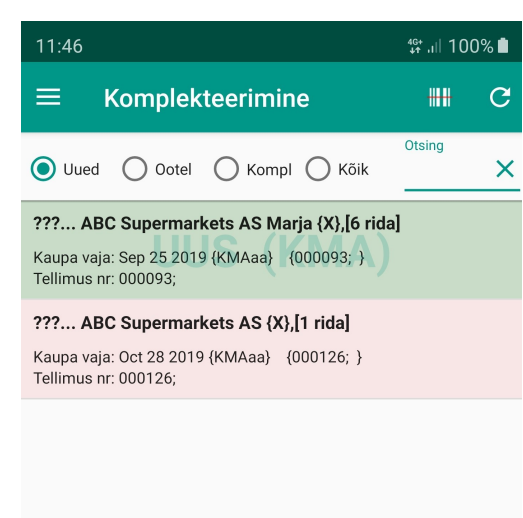 11:46
4G+ 100%
Komplekteerimine
Otsing
Uued Ootel Kompl Kõik
???... ABC Supermarkets AS Marja {X},[6 rida]
UUS (KMA)
Kaupa vaja: Sep 25 2019 {KMAaa} {000093; }
Tellimus nr: 000093;
???... ABC Supermarkets AS {X},[1 rida]
Kaupa vaja: Oct 28 2019 {KMAaa} {000126; }
Tellimus nr: 000126;